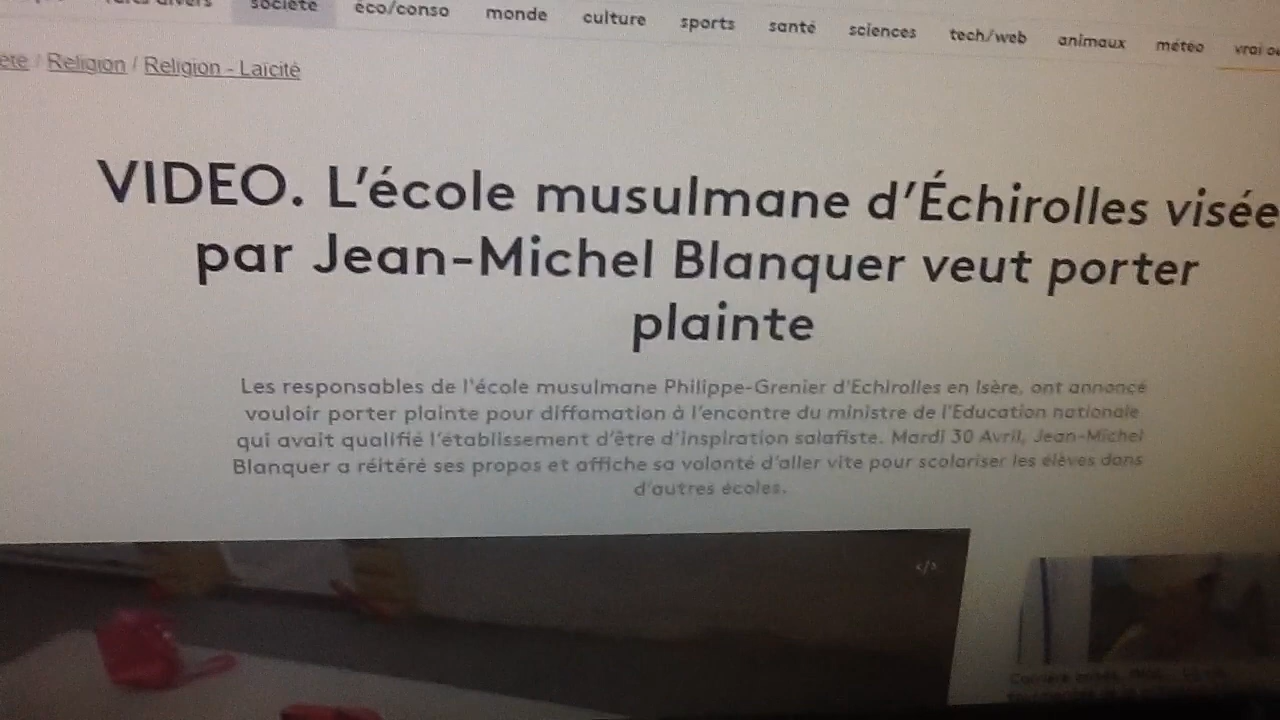 société éco/conso monde culture sports santé sciences tech/web animaux météo vrai
/ Religion / Religion - Laïcité
VIDEO. L'école musulmane d'Échirolles visée
par Jean-Michel Blanquer veut porter
plainte
Les responsables de l'école musulmane Philippe-Grenier d'Echirolles en Isère, ont annoncé
vouloir porter plainte pour diffamation à l'encontre du ministre de l'Education nationale
qui avait qualifié l'établissement d'être d'inspiration salafiste. Mardi 30 Avril, Jean-Michel
Blanquer a réitéré ses propos et affiche sa volonté d'aller vite pour scolariser les élèves dans
d'autres écoles.
</>